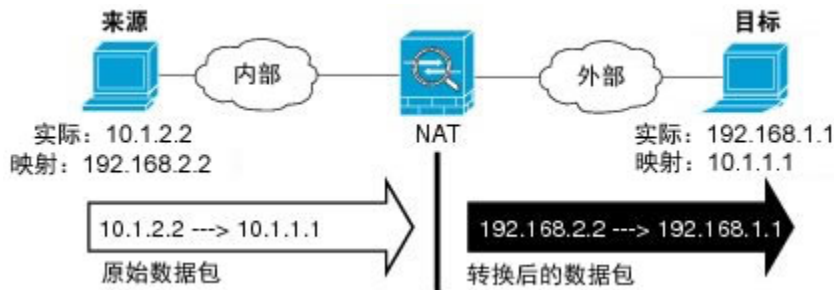 来源
目标
内部
外部
实际：10.1.2.2
映射：192.168.2.2
NAT
实际：192.168.1.1
映射：10.1.1.1
10.1.2.2 ---> 10.1.1.1
192.168.2.2 ---> 192.168.1.1
原始数据包
转换后的数据包